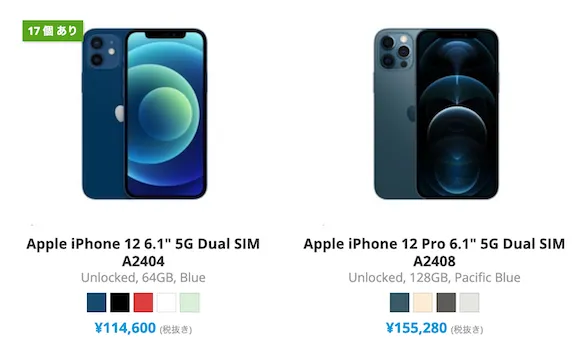 17 個 あり
Apple iPhone 12 6.1" 5G Dual SIM
A2404
Unlocked, 64GB, Blue
¥114,600 (税抜き)
Apple iPhone 12 Pro 6.1" 5G Dual SIM
A2408
Unlocked, 128GB, Pacific Blue
¥155,280 (税抜き)